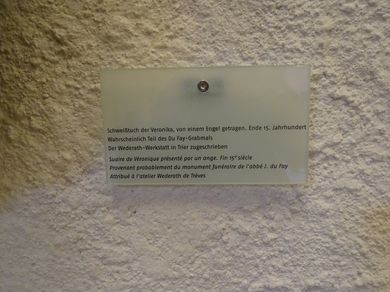 Schweißtuch der Veronika, von einem Engel getragen. Ende 15. Jahrhundert
Wahrscheinlich Teil des Du Fay-Grabmals
Der Wederath-Werkstatt in Trier zugeschrieben
Suaire de Véronique présenté par un ange. Fin 15e siècle
Provenant probablement du monument funéraire de l'abbé J. du Fay
Attribué à l'atelier Wederath de Trèves